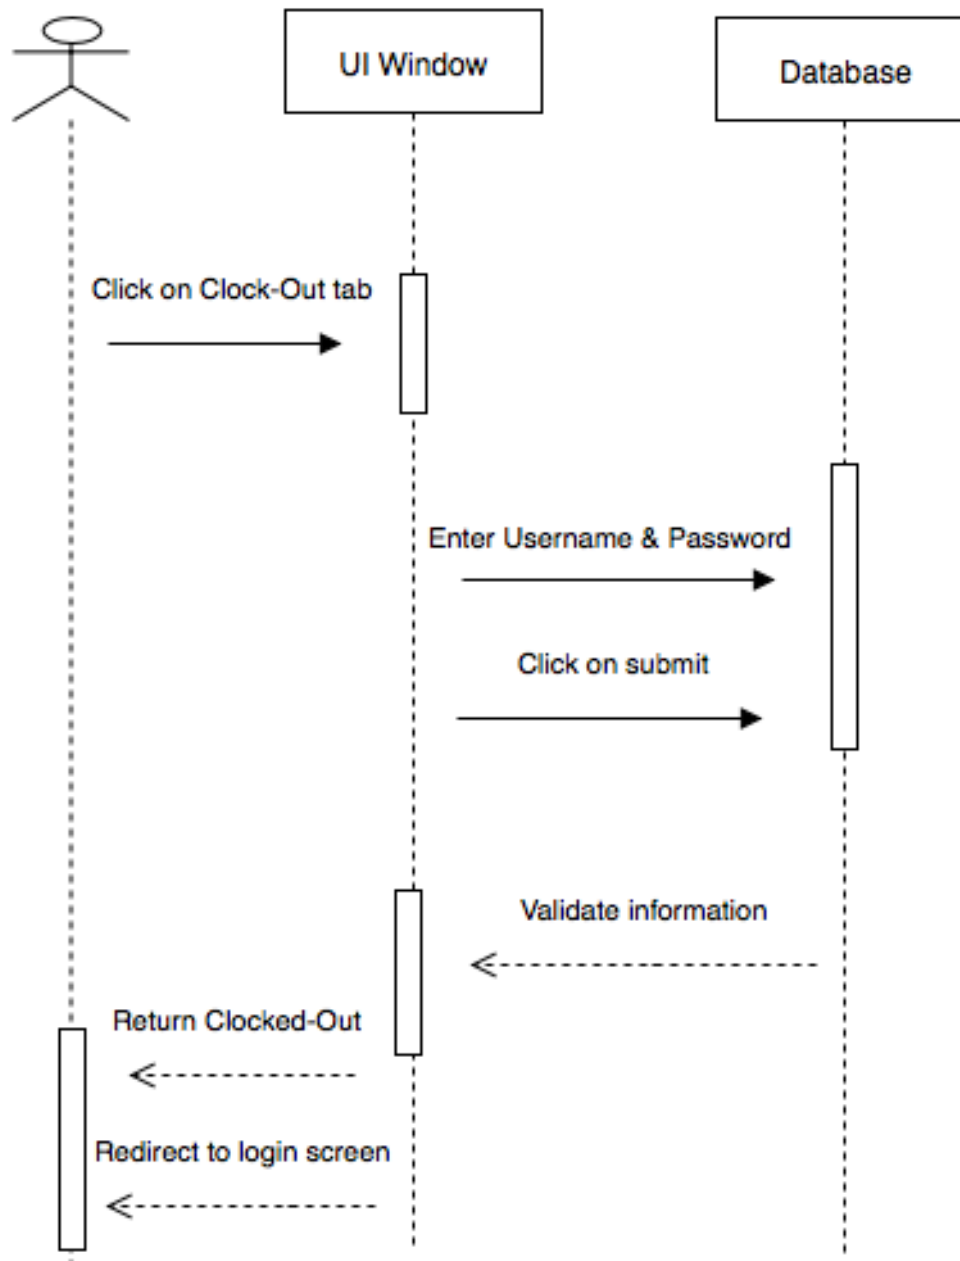 UI Window
Database
Click on Clock-Out tab
Enter Username & Password
Click on submit
Validate information
Return Clocked-Out
Redirect to login screen